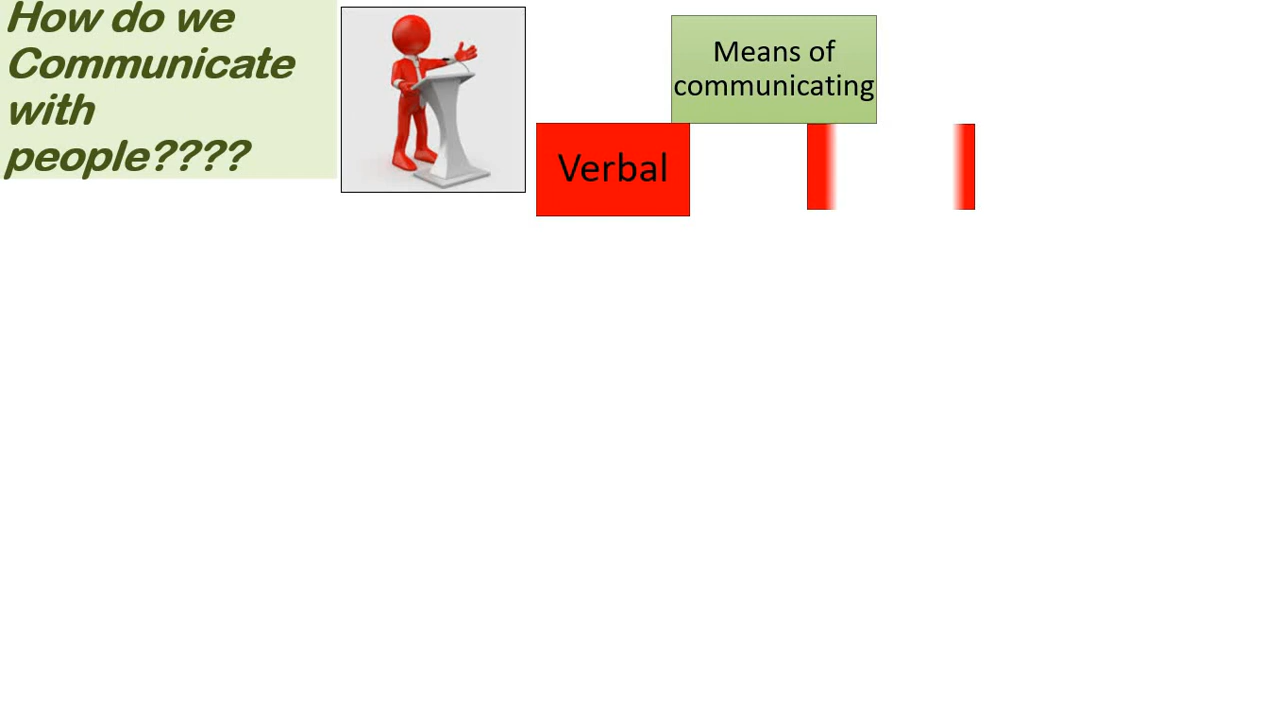 How do we
Communicate
with
people????
Means of
communicating
Verbal